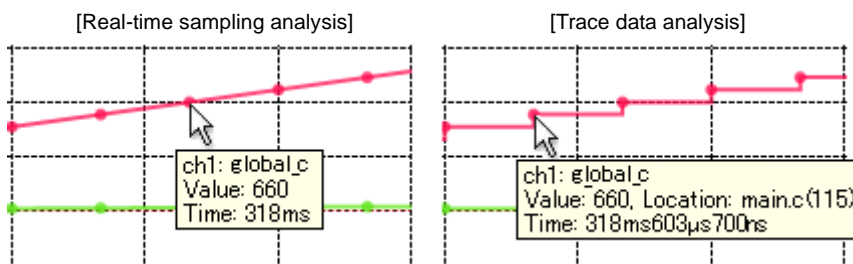 [Real-time sampling analysis]
[Trace data analysis]
ch1: global_c
Value: 660
Time: 318ms
ch1: global_c
Value: 660, Location: main.c(115)
Time: 318ms603µs700ns